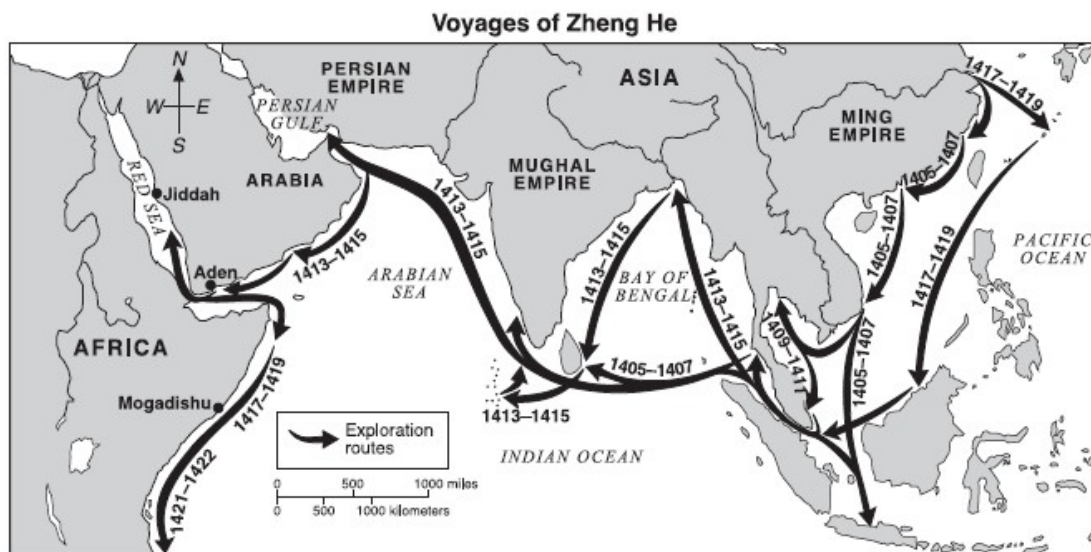 Voyages of Zheng He
N
W
E
S
PERSIAN
EMPIRE
PERSIAN
GULF
ASIA
MING
EMPIRE
1417–1419
1405–1407
RED SEA
Jiddah
ARABIA
MUGHAL
EMPIRE
1413–1415
1413–1415
1413–1415
1405–1407
1417–1419
PACIFIC
OCEAN
Aden
ARABIAN
SEA
BAY OF
BENGAL
1413–1415
1409–1411
1405–1407
AFRICA
1405–1407
1413–1415
Mogadishu
1417–1419
1421–1422
Exploration
routes
INDIAN OCEAN
0 500 1000 miles
0 500 1000 kilometers